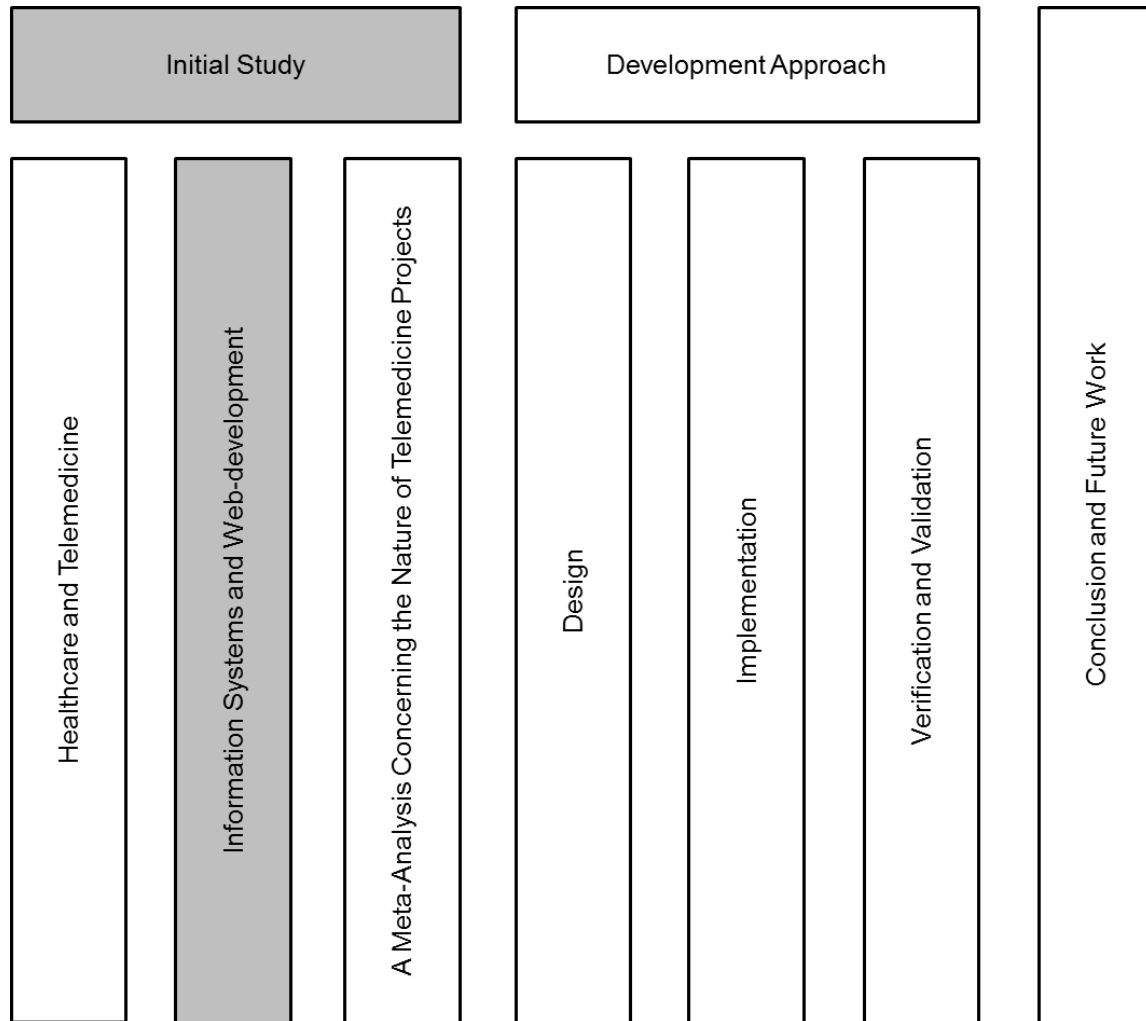 Initial Study
Development Approach
Healthcare and Telemedicine
Information Systems and Web-development
A Meta-Analysis Concerning the Nature of Telemedicine Projects
Design
Implementation
Verification and Validation
Conclusion and Future Work